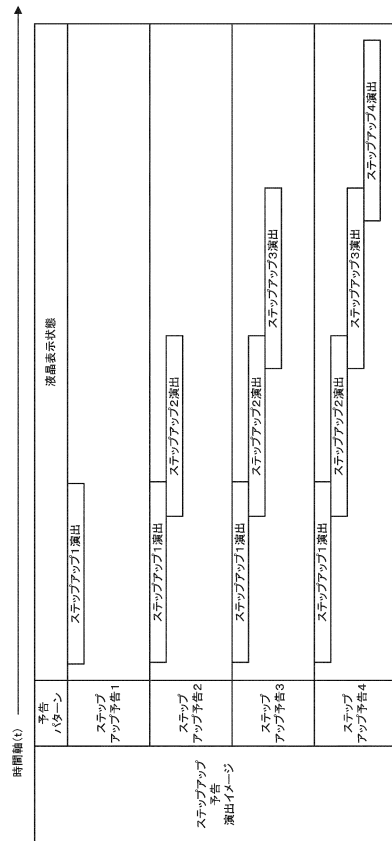 時間軸(t)
ステップアップ
予告
演出イメージ
予告
パターン
液晶表示状態
ステップ
アップ予告1
ステップアップ1演出
ステップ
アップ予告2
ステップアップ1演出
ステップアップ2演出
ステップ
アップ予告3
ステップアップ1演出
ステップアップ2演出
ステップアップ3演出
ステップ
アップ予告4
ステップアップ1演出
ステップアップ2演出
ステップアップ3演出
ステップアップ4演出